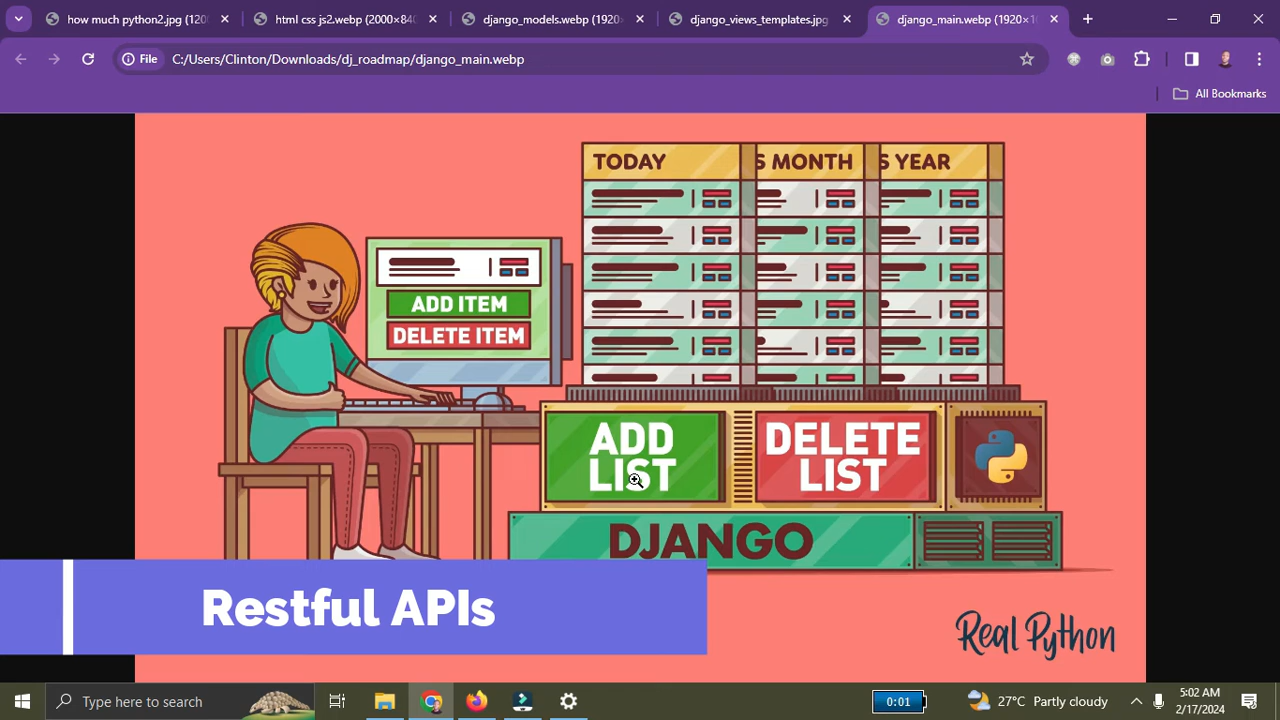 how much python2.jpg (120
html css js2.webp (2000×840
django_models.webp (1920×
django_views_templates.jpg
django_main.webp (1920×1
File
C:/Users/Clinton/Downloads/dj_roadmap/django_main.webp
All Bookmarks
TODAY
S MONTH
S YEAR
ADD ITEM
DELETE ITEM
ADD
LIST
DELETE
LIST
DJANGO
Restful APIs
Real Python
Type here to search
0:01
27°C Partly cloudy
5:02 AM
2/17/2024